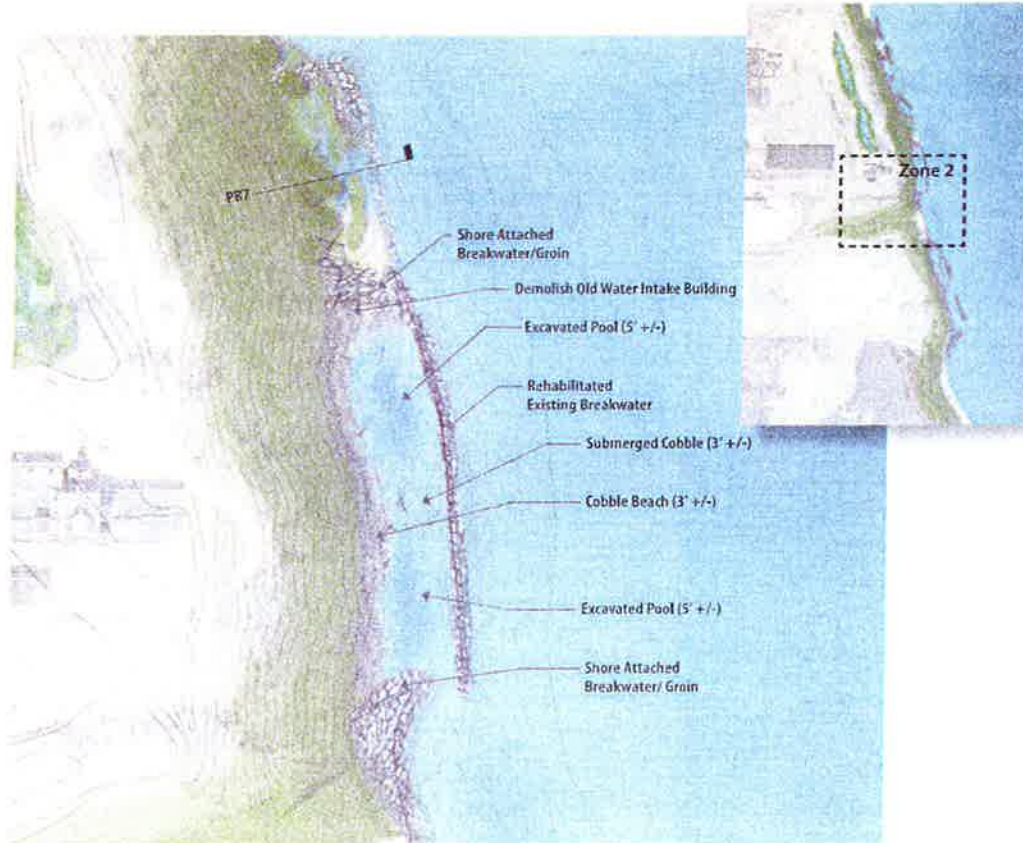 Zone 2
PB7
Shore Attached
Breakwater/Groin
Demolish Old Water Intake Building
Excavated Pool (5' +/-)
Rehabilitated
Existing Breakwater
Submerged Cobble (3' +/-)
Cobble Beach (3' +/-)
Excavated Pool (5' +/-)
Shore Attached
Breakwater/ Groin